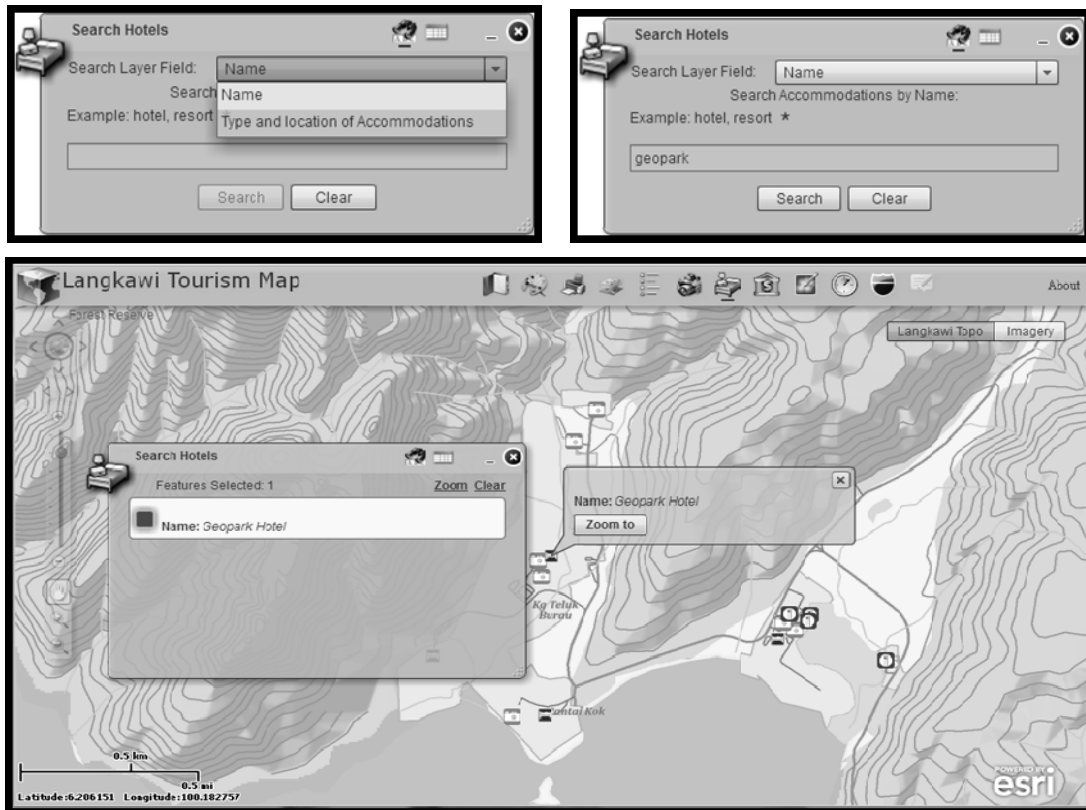 Search Hotels
Search Layer Field: Name
Search
Name
Example: hotel, resort
Type and location of Accommodations
Search Clear
Search Hotels
Search Layer Field: Name
Search Accommodations by Name:
Example: hotel, resort *
geopark
Search Clear
Langkawi Tourism Map
About
Forest Reserve
Langkawi Topo Imagery
Search Hotels
Features Selected: 1 Zoom Clear
Name: Geopark Hotel
Name: Geopark Hotel
Zoom to
Kg Teluk
Burau
Pantai Kok
0.5 km
0.5 mi
Latitude:6.206151 Longitude:100.182757
POWERED BY
esri